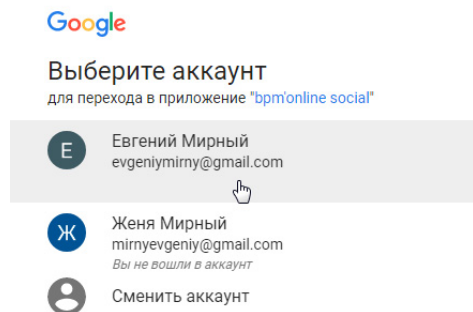 Google
Выберите аккаунт
для перехода в приложение "bpm'online social"
Е
Евгений Мирный
evgeniymirny@gmail.com
Ж
Женя Мирный
mirnyevgeniy@gmail.com
Вы не вошли в аккаунт
Сменить аккаунт